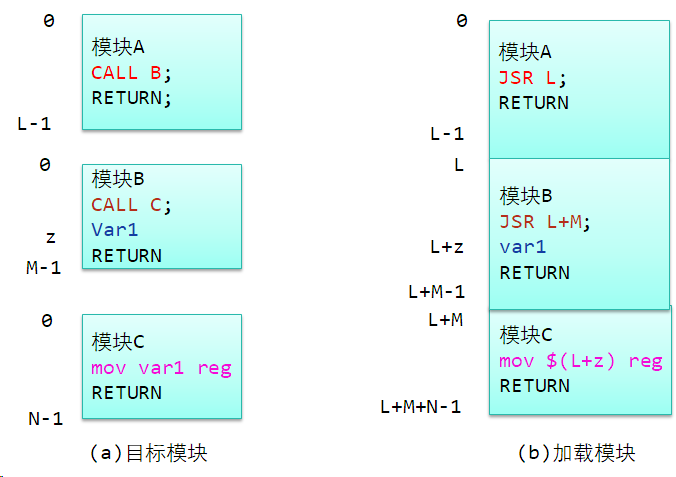 0
模块A
CALL B;
RETURN;
L-1
0
模块B
CALL C;
Var1
z
RETURN
M-1
0
模块C
mov var1 reg
RETURN
N-1
(a)目标模块
0
模块A
JSR L;
RETURN
L-1
L
模块B
JSR L+M;
L+z
var1
RETURN
L+M-1
L+M
模块C
mov $(L+z) reg
RETURN
L+M+N-1
(b)加载模块